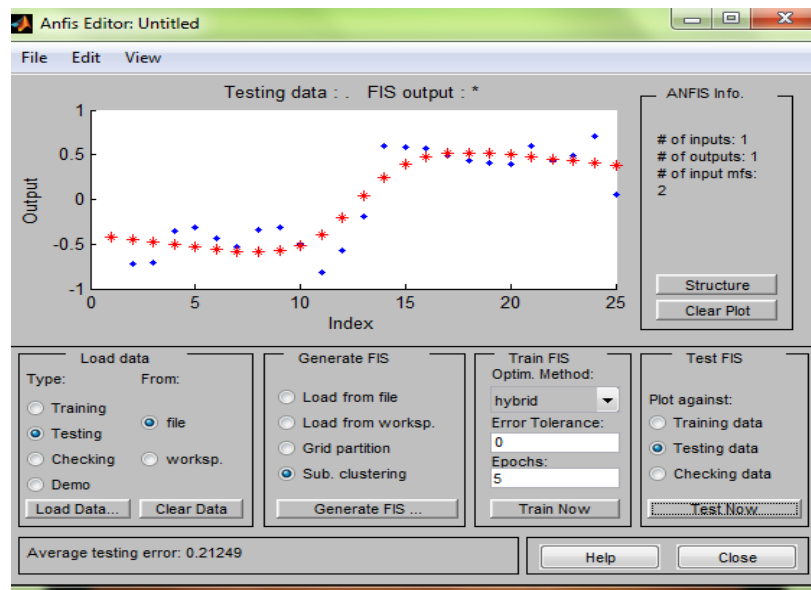 Anfis Editor: Untitled
File Edit View
Testing data : . FIS output : *
1
0.5
0
-0.5
-1
Output
0 5 10 15 20 25
Index
ANFIS Info.
# of inputs: 1
# of outputs: 1
# of input mfs:
2
Structure
Clear Plot
Load data
Type: From:
Training
Testing
Checking
Demo
file
worksp.
Load Data... Clear Data
Generate FIS
Load from file
Load from worksp.
Grid partition
Sub. clustering
Generate FIS ...
Train FIS
Optim. Method:
hybrid
Error Tolerance:
0
Epochs:
5
Train Now
Test FIS
Plot against:
Training data
Testing data
Checking data
Test Now
Average testing error: 0.21249
Help Close